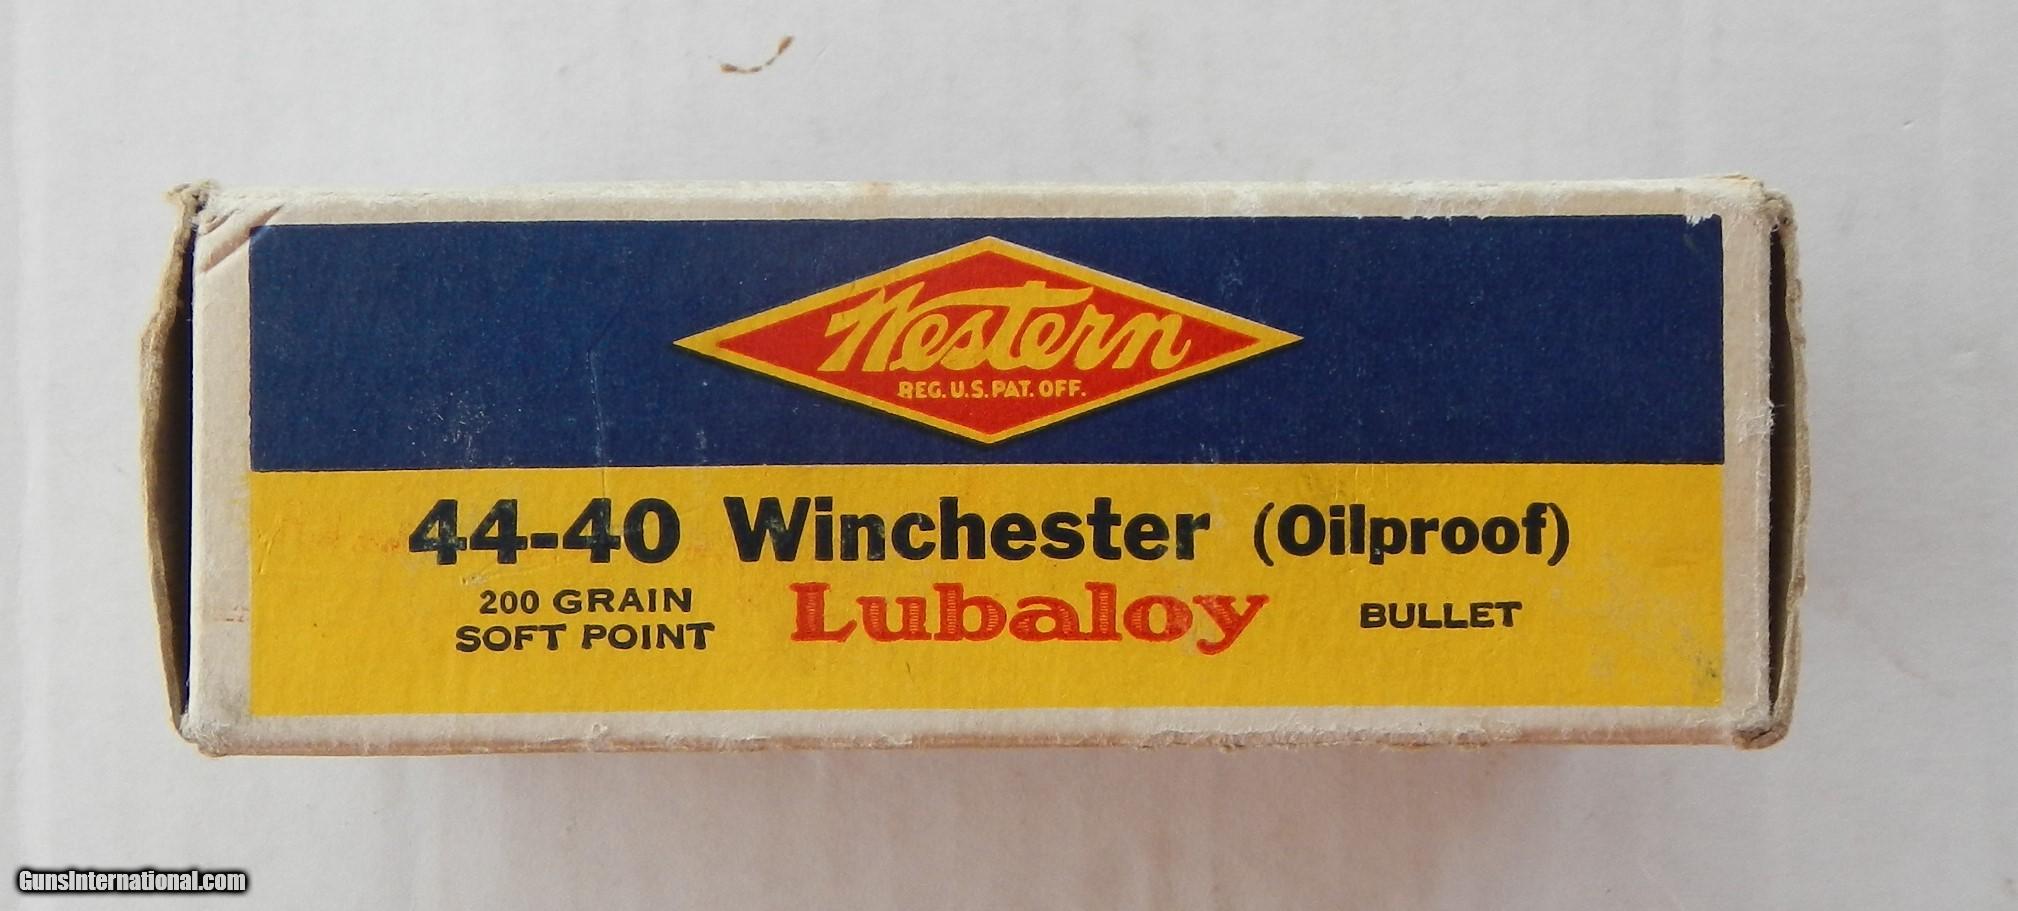 Western
REG. U.S. PAT. OFF.
44-40 Winchester (Oilproof)
200 GRAIN
SOFT POINT
Lubaloy
BULLET
GunsInternational.com